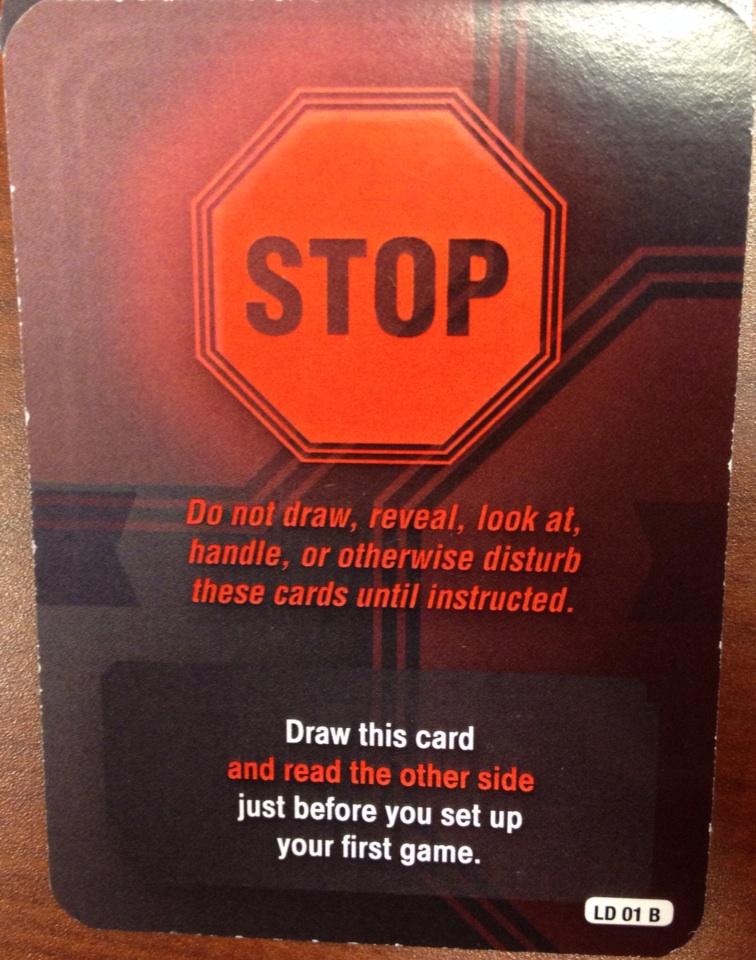 STOP
Do not draw, reveal, look at,
handle, or otherwise disturb
these cards until instructed.
Draw this card
and read the other side
just before you set up
your first game.
LD 01 B